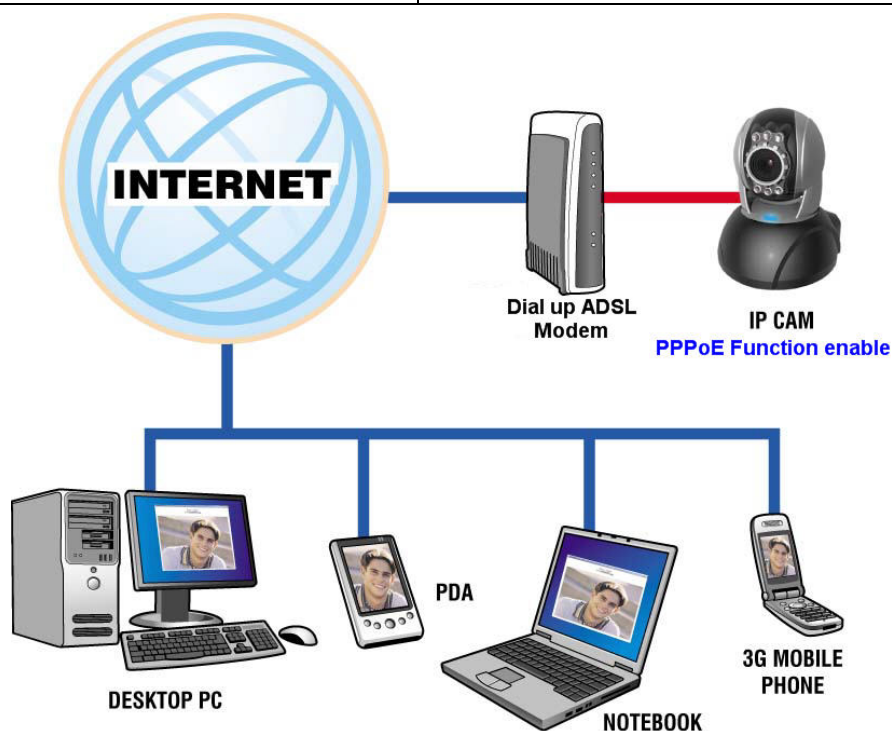 INTERNET
Dial up ADSL
Modem
IP CAM
PPPoE Function enable
PDA
DESKTOP PC
NOTEBOOK
3G MOBILE
PHONE